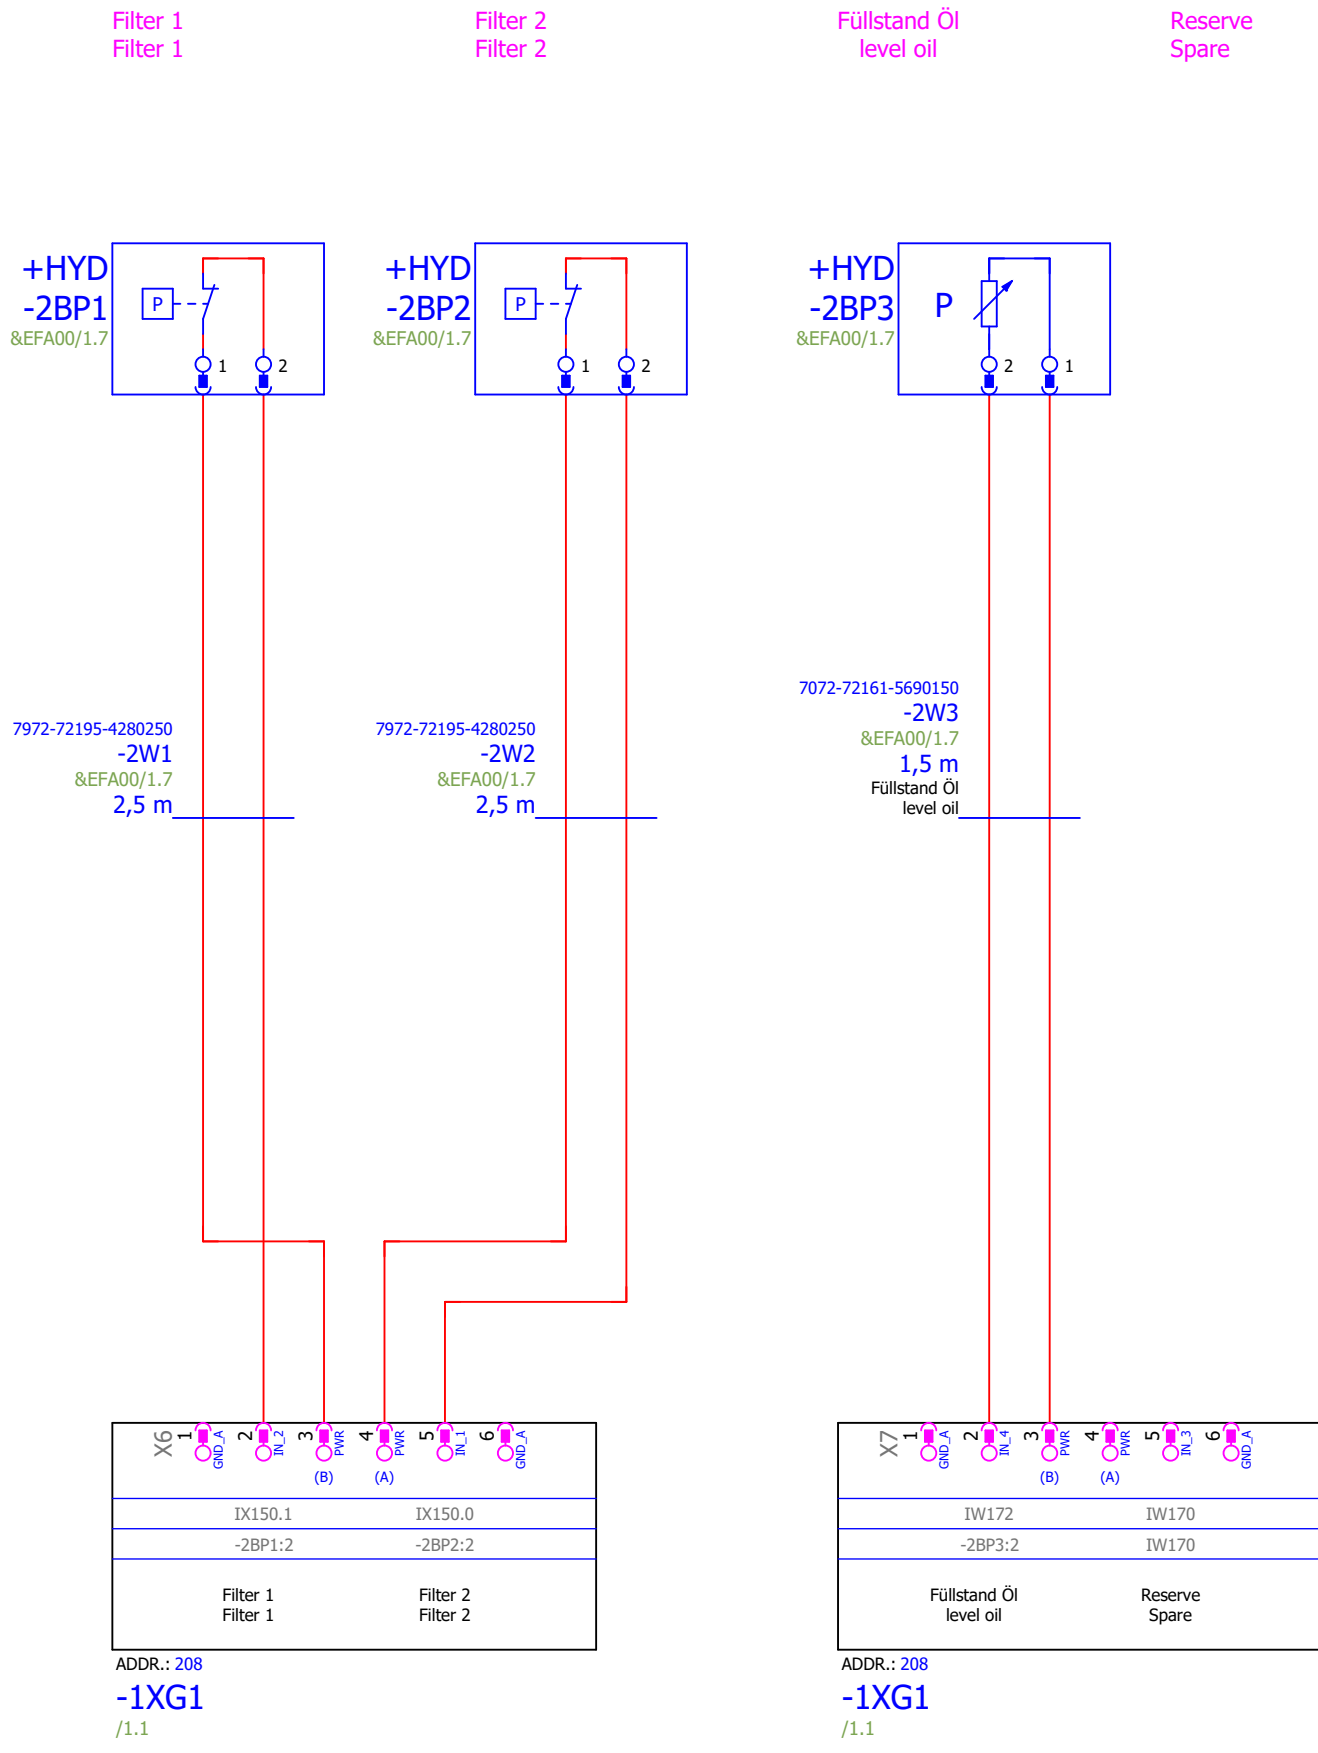 Filter 1
Filter 1
Filter 2
Filter 2
Füllstand Öl
level oil
Reserve
Spare
+HYD
-2BP1
&EFA00/1.7
P
1
2
+HYD
-2BP2
&EFA00/1.7
P
1
2
+HYD
-2BP3
&EFA00/1.7
P
2
1
7972-72195-4280250
-2W1
&EFA00/1.7
2,5 m
7972-72195-4280250
-2W2
&EFA00/1.7
2,5 m
7072-72161-5690150
-2W3
&EFA00/1.7
1,5 m
Füllstand Öl
level oil
X6
1
GND_A
2
IN_2
3
PWR
(B)
4
PWR
(A)
5
IN_1
6
GND_A
IX150.1
IX150.0
-2BP1:2
-2BP2:2
Filter 1
Filter 1
Filter 2
Filter 2
ADDR.: 208
-1XG1
/1.1
X7
1
GND_A
2
IN_4
3
PWR
(B)
4
PWR
(A)
5
IN_3
6
GND_A
IW172
IW170
-2BP3:2
IW170
Füllstand Öl
level oil
Reserve
Spare
ADDR.: 208
-1XG1
/1.1